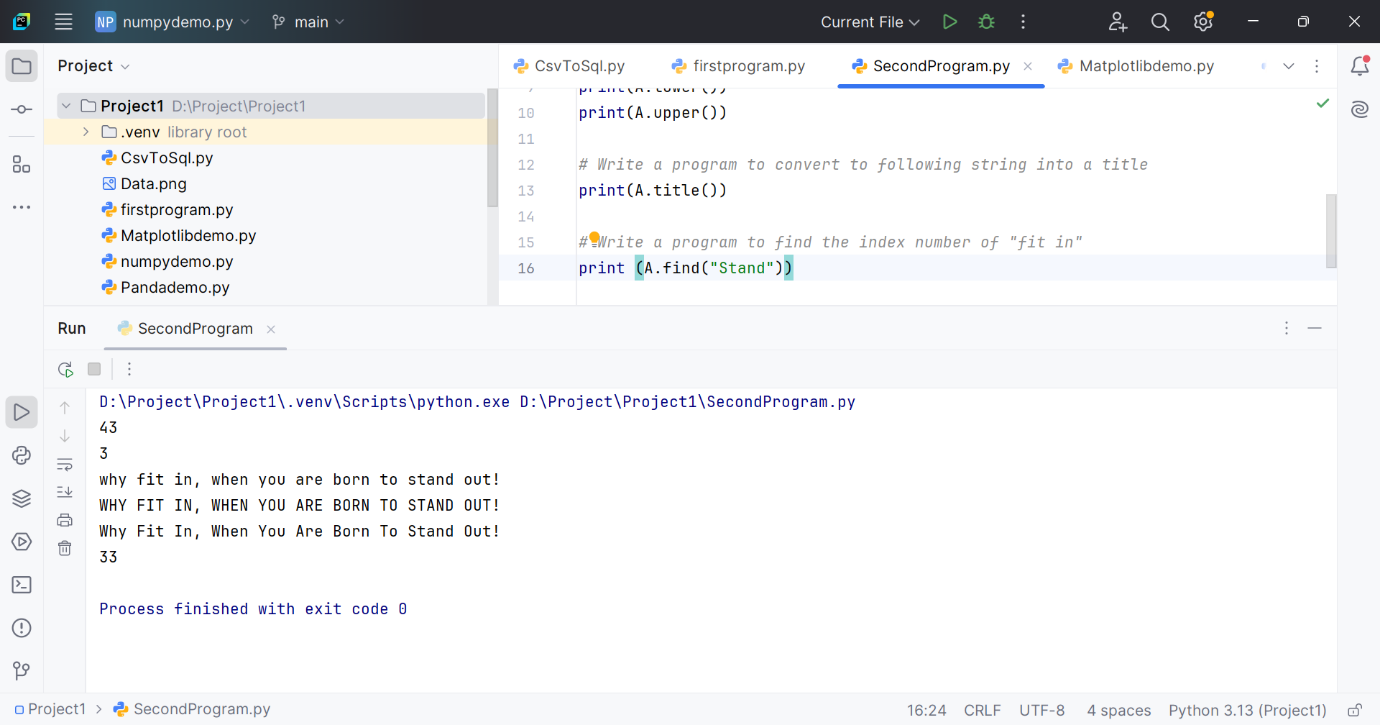 PC
NP numpydemo.py main Current File
Project
CsvToSql.py firstprogram.py SecondProgram.py Matplotlibdemo.py
Project1 D:\Project\Project1
.venv library root
CsvToSql.py
Data.png
firstprogram.py
Matplotlibdemo.py
numpydemo.py
Pandademo.py
9 print(A.lower())
10 print(A.upper())
11
12 # Write a program to convert to following string into a title
13 print(A.title())
14
15 # Write a program to find the index number of "fit in"
16 print (A.find("Stand"))
Run SecondProgram
D:\Project\Project1\.venv\Scripts\python.exe D:\Project\Project1\SecondProgram.py
43
3
why fit in, when you are born to stand out!
WHY FIT IN, WHEN YOU ARE BORN TO STAND OUT!
Why Fit In, When You Are Born To Stand Out!
33
Process finished with exit code 0
Project1 > SecondProgram.py 16:24 CRLF UTF-8 4 spaces Python 3.13 (Project1)